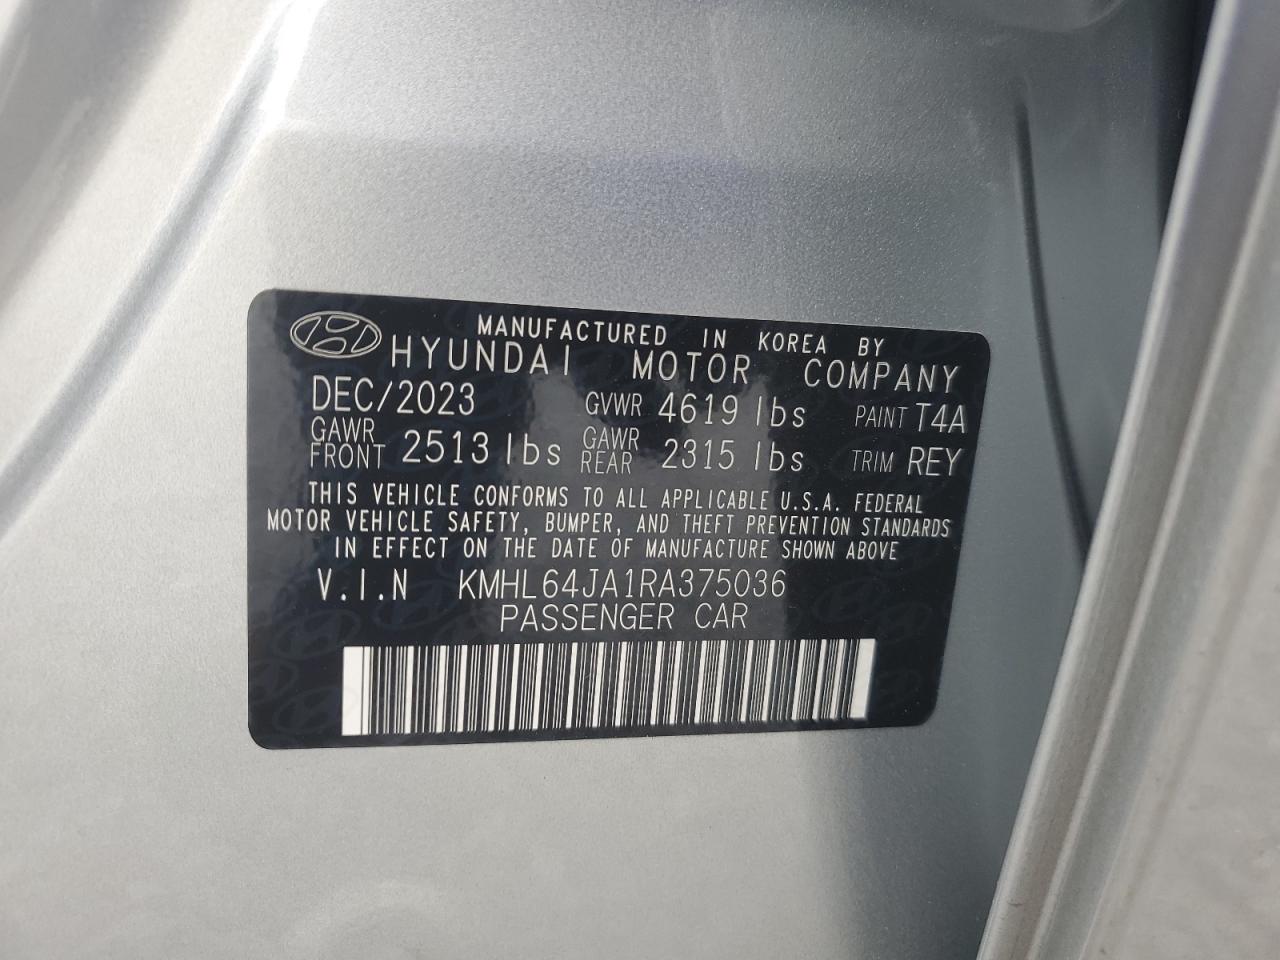 MANUFACTURED IN KOREA BY
HYUNDAI MOTOR COMPANY
DEC/2023 GVWR 4619 lbs PAINT T4A
GAWR FRONT 2513 lbs GAWR REAR 2315 lbs TRIM REY
THIS VEHICLE CONFORMS TO ALL APPLICABLE U.S.A. FEDERAL
MOTOR VEHICLE SAFETY, BUMPER, AND THEFT PREVENTION STANDARDS
IN EFFECT ON THE DATE OF MANUFACTURE SHOWN ABOVE
V.I.N KMHL64JA1RA375036
PASSENGER CAR